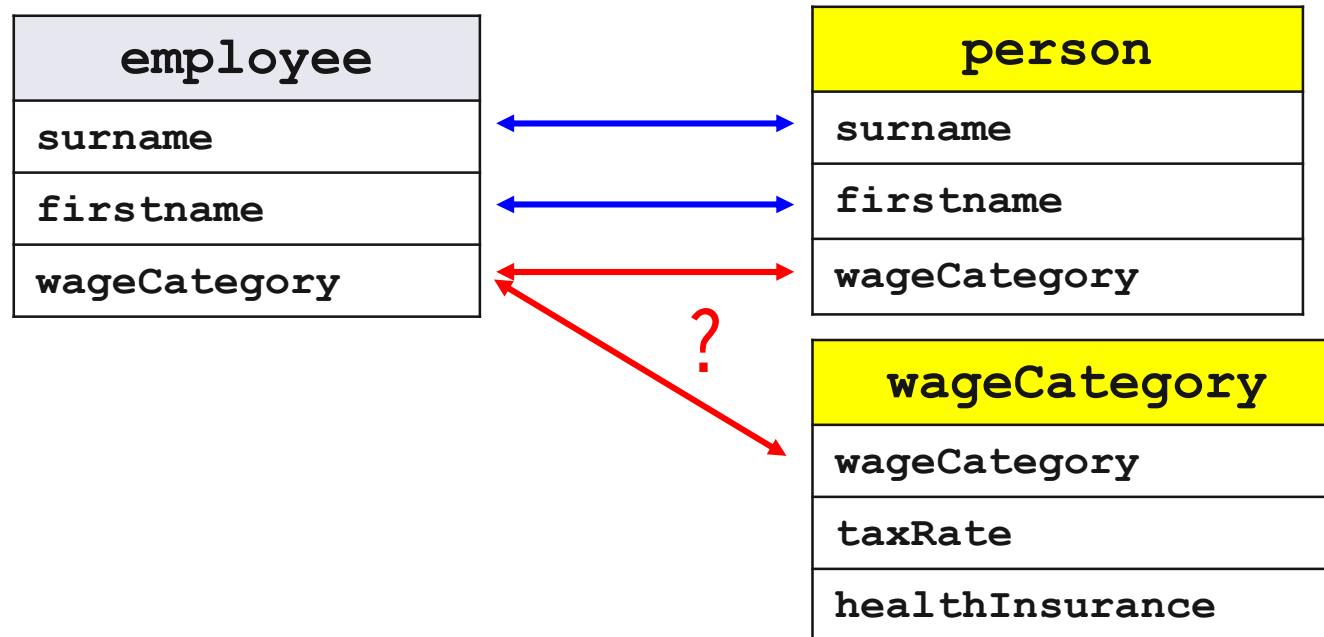 employee
surname
firstname
wageCategory
?
person
surname
firstname
wageCategory
wageCategory
wageCategory
taxRate
healthInsurance